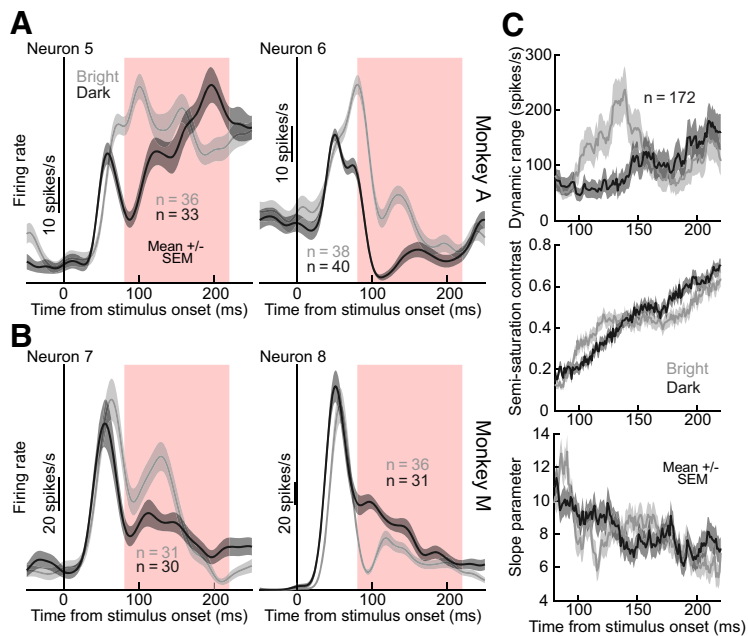 A
Neuron 5
Bright
Dark
Firing rate
10 spikes/s
n = 36
n = 33
Mean +/-
SEM
0 100 200
Time from stimulus onset (ms)
Neuron 6
10 spikes/s
n = 38
n = 40
0 100 200
Time from stimulus onset (ms)
Monkey A
B
Neuron 7
Firing rate
20 spikes/s
n = 31
n = 30
0 100 200
Time from stimulus onset (ms)
Neuron 8
20 spikes/s
n = 36
n = 31
0 100 200
Time from stimulus onset (ms)
Monkey M
C
Dynamic range (spikes/s)
300
200
100
0
n = 172
100 200
Semi-saturation contrast
0.8
0.6
0.4
0.2
0
Bright
Dark
100 200
Slope parameter
14
12
10
8
6
4
Mean +/-
SEM
100 200
Time from stimulus onset (ms)